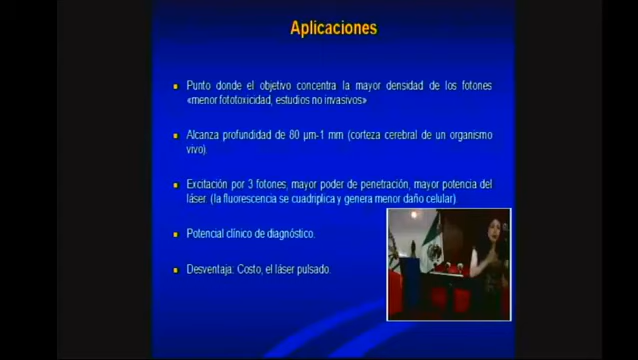 Aplicaciones
Punto donde el objetivo concentra la mayor densidad de los fotones
«menor fototoxicidad, estudios no invasivos»
Alcanza profundidad de 80 µm-1 mm (corteza cerebral de un organismo
vivo).
Excitación por 3 fotones, mayor poder de penetración, mayor potencia del
láser. (la fluorescencia se cuadriplica y genera menor daño celular).
Potencial clínico de diagnóstico.
Desventaja: Costo, el láser pulsado.